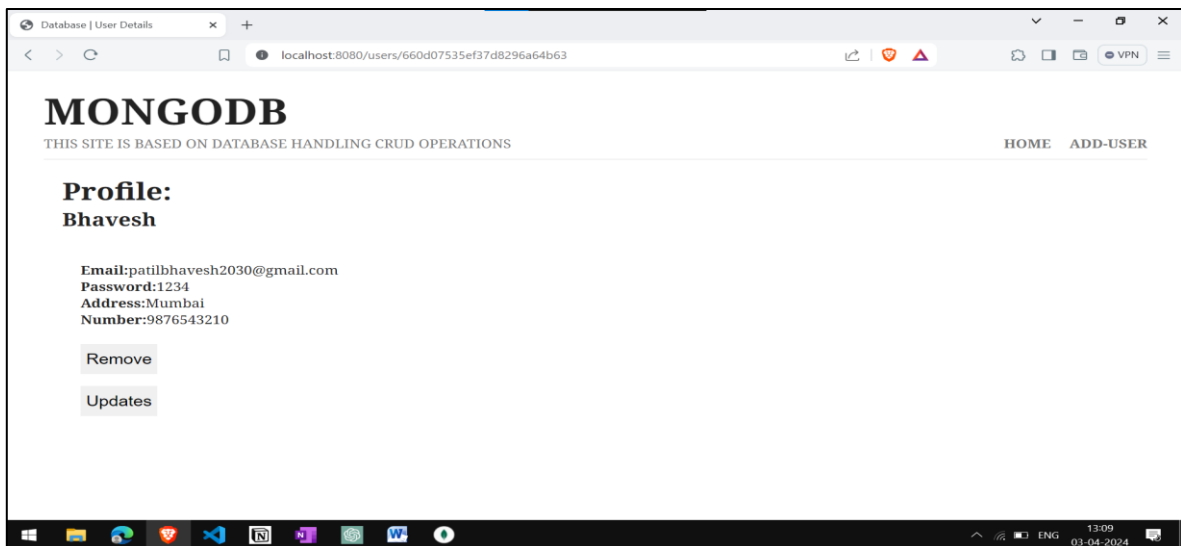 Database | User Details
localhost:8080/users/660d07535ef37d8296a64b63
VPN
MONGODB
THIS SITE IS BASED ON DATABASE HANDLING CRUD OPERATIONS
HOME ADD-USER
Profile:
Bhavesh
Email:patilbhavesh2030@gmail.com
Password:1234
Address:Mumbai
Number:9876543210
Remove
Updates
ENG
13:09
03-04-2024